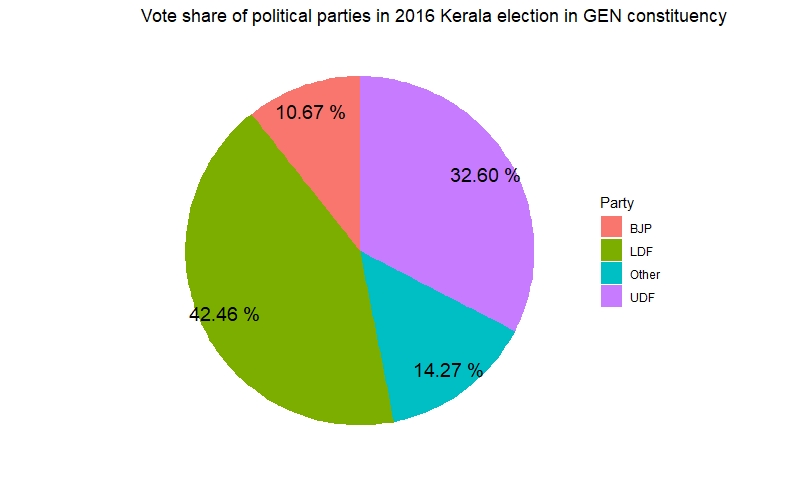 Vote share of political parties in 2016 Kerala election in GEN constituency
10.67 %
32.60 %
42.46 %
14.27 %
Party
BJP
LDF
Other
UDF